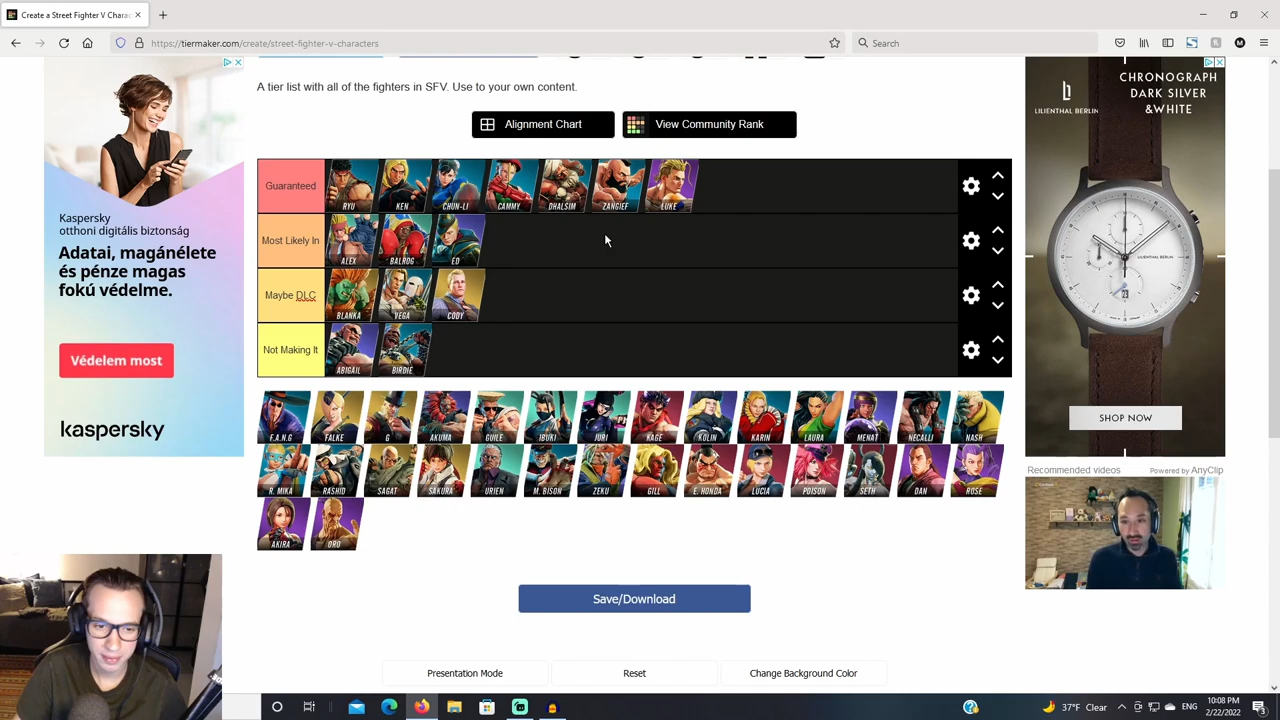 Create a Street Fighter V Charac
https://tiermaker.com/create/street-fighter-v-characters
Search
A tier list with all of the fighters in SFV. Use to your own content.
Alignment Chart
View Community Rank
Guaranteed
RYU
KEN
CHUN-LI
CAMMY
DHALSIM
ZANGIEF
LUKE
Most Likely In
ALEX
BALROG
ED
Maybe DLC
BLANKA
VEGA
CODY
Not Making It
ABIGAIL
BIRDIE
F.A.N.G
FALKE
G
AKUMA
GUILE
IBUKI
JURI
KAGE
KOLIN
KARIN
LAURA
MENAT
NECALLI
NASH
R. MIKA
RASHID
SAGAT
SAKURA
URIEN
M. BISON
ZEKU
GILL
E. HONDA
LUCIA
POISON
SETH
DAN
ROSE
AKIRA
ORO
Save/Download
Presentation Mode
Reset
Change Background Color
Kaspersky
otthoni digitális biztonság
Adatai, magánélete
és pénze magas
fokú védelme.
Védelem most
kaspersky
LILIENTHAL BERLIN
CHRONOGRAPH
DARK SILVER
&WHITE
LILIENTHAL BERLIN
23
SHOP NOW
Recommended videos
Powered by AnyClip
37°F Clear
ENG
10:08 PM
2/22/2022